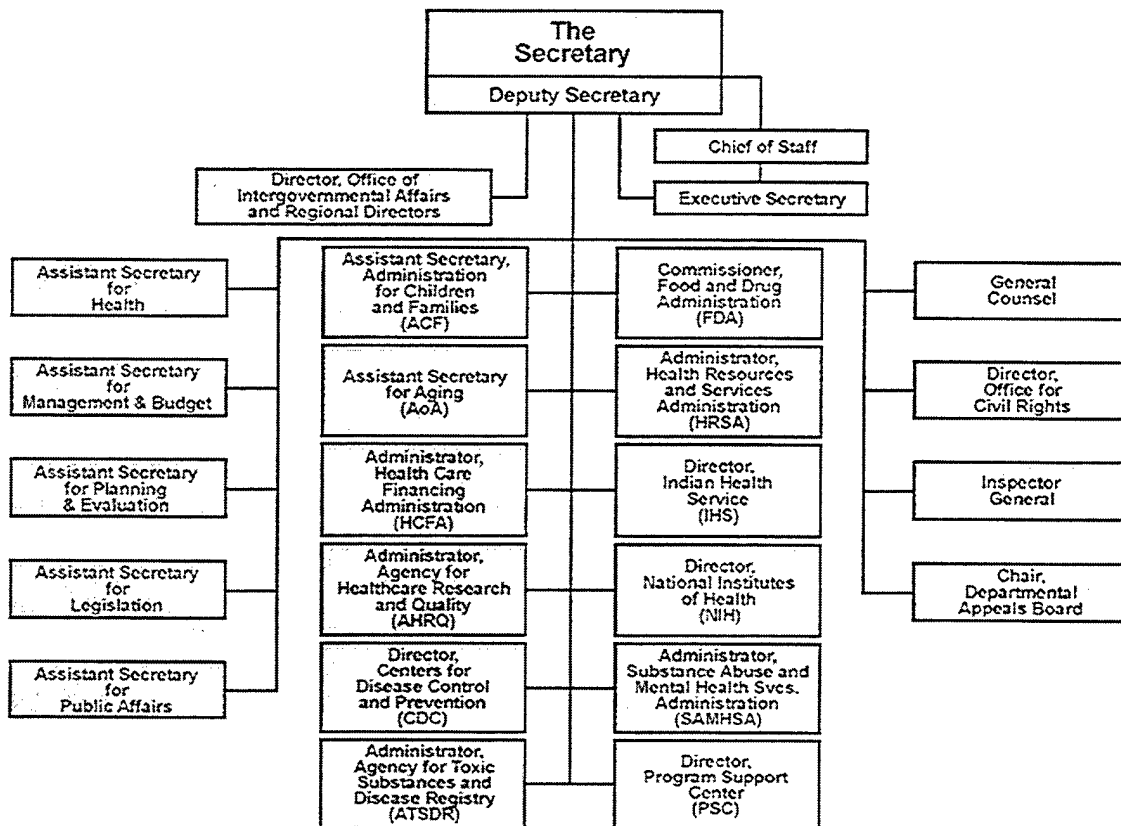 The
Secretary
Deputy Secretary
Chief of Staff
Executive Secretary
Director, Office of
Intergovernmental Affairs
and Regional Directors
Assistant Secretary
for
Health
Assistant Secretary
for
Management & Budget
Assistant Secretary
for Planning
& Evaluation
Assistant Secretary
for
Legislation
Assistant Secretary
for
Public Affairs
Assistant Secretary,
Administration
for Children
and Families
(ACF)
Assistant Secretary
for Aging
(AoA)
Administrator,
Health Care
Financing
Administration
(HCFA)
Administrator,
Agency for
Healthcare Research
and Quality
(AHRQ)
Director,
Centers for
Disease Control
and Prevention
(CDC)
Administrator,
Agency for Toxic
Substances and
Disease Registry
(ATSDR)
Commissioner,
Food and Drug
Administration
(FDA)
Administrator,
Health Resources
and Services
Administration
(HRSA)
Director,
Indian Health
Service
(IHS)
Director,
National Institutes
of Health
(NIH)
Administrator,
Substance Abuse and
Mental Health Svcs.
Administration
(SAMHSA)
Director,
Program Support
Center
(PSC)
General
Counsel
Director,
Office for
Civil Rights
Inspector
General
Chair,
Departmental
Appeals Board